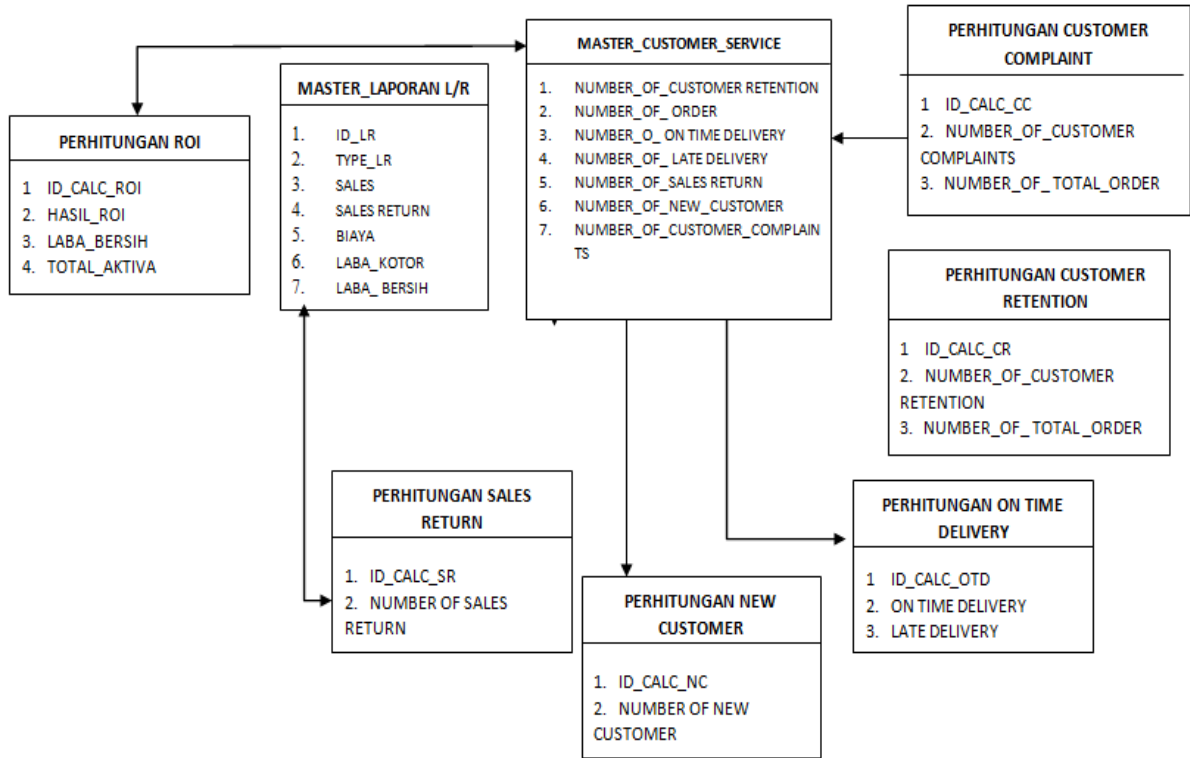 MASTER_CUSTOMER_SERVICE
1. NUMBER_OF_CUSTOMER RETENTION
2. NUMBER_OF_ ORDER
3. NUMBER_O_ ON TIME DELIVERY
4. NUMBER_OF_ LATE DELIVERY
5. NUMBER_OF_SALES RETURN
6. NUMBER_OF_NEW_CUSTOMER
7. NUMBER_OF_CUSTOMER_COMPLAIN
TS
PERHITUNGAN CUSTOMER
COMPLAINT
1 ID_CALC_CC
2. NUMBER_OF_CUSTOMER
COMPLAINTS
3. NUMBER_OF_TOTAL_ORDER
MASTER_LAPORAN L/R
1. ID_LR
2. TYPE_LR
3. SALES
4. SALES RETURN
5. BIAYA
6. LABA_KOTOR
7. LABA_ BERSIH
PERHITUNGAN ROI
1 ID_CALC_ROI
2. HASIL_ROI
3. LABA_BERSIH
4. TOTAL_AKTIVA
PERHITUNGAN CUSTOMER
RETENTION
1 ID_CALC_CR
2. NUMBER_OF_CUSTOMER
RETENTION
3. NUMBER_OF_TOTAL_ORDER
PERHITUNGAN SALES
RETURN
1. ID_CALC_SR
2. NUMBER OF SALES
RETURN
PERHITUNGAN NEW
CUSTOMER
1. ID_CALC_NC
2. NUMBER OF NEW
CUSTOMER
PERHITUNGAN ON TIME
DELIVERY
1 ID_CALC_OTD
2. ON TIME DELIVERY
3. LATE DELIVERY